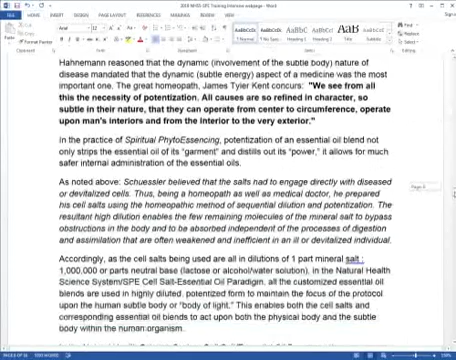 FILE HOME INSERT DESIGN PAGE LAYOUT REFERENCES MAILINGS REVIEW VIEW
Hahnemann reasoned that the dynamic (involvement of the subtle body) nature of
disease mandated that the dynamic (subtle energy) aspect of a medicine was the most
important one. The great homeopath, James Tyler Kent concurs: "We see from all
this the necessity of potentization. All causes are so refined in character, so
subtle in their nature, that they can operate from center to circumference, operate
upon man's interiors and from the interior to the very exterior."
In the practice of Spiritual PhytoEssencing, potentization of an essential oil blend not
only strips the essential oil of its "garment" and distills out its "power," it allows for much
safer internal administration of the essential oils.
As noted above: Schuessler believed that the salts had to engage directly with diseased
or devitalized cells. Thus, being a homeopath as well as medical doctor, he prepared
his cell salts using the homeopathic method of sequential dilution and potentization. The
resultant high dilution enables the few remaining molecules of the mineral salt to bypass
obstructions in the body and to be absorbed independent of the processes of digestion
and assimilation that are often weakened and inefficient in an ill or devitalized individual.
Accordingly, as the cell salts being used are all in dilutions of 1 part mineral salt :
1,000,000 or parts neutral base (lactose or alcohol/water solution), in the Natural Health
Science System/SPE Cell Salt-Essential Oil Paradigm, all the customized essential oil
blends are used in highly diluted, potentized form to maintain the focus of the protocol
upon the human subtle body or "body of light." This enables both the cell salts and
corresponding essential oil blends to act upon both the physical body and the subtle
body within the human organism.